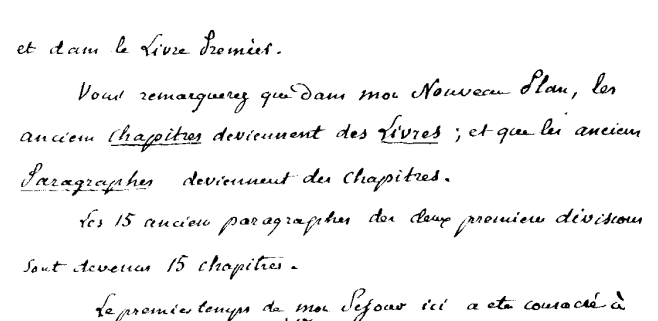 et dans le Livre Premier.
Vous remarquerez que dans mon Nouveau Plan, les
anciens Chapitres deviennent des Livres ; et que les anciens
Paragraphes deviennent des Chapitres.
Les 15 anciens paragraphes des deux premiers divisions
sont devenus 15 chapitres.
Le premier temps de mon Séjour ici a été consacré à